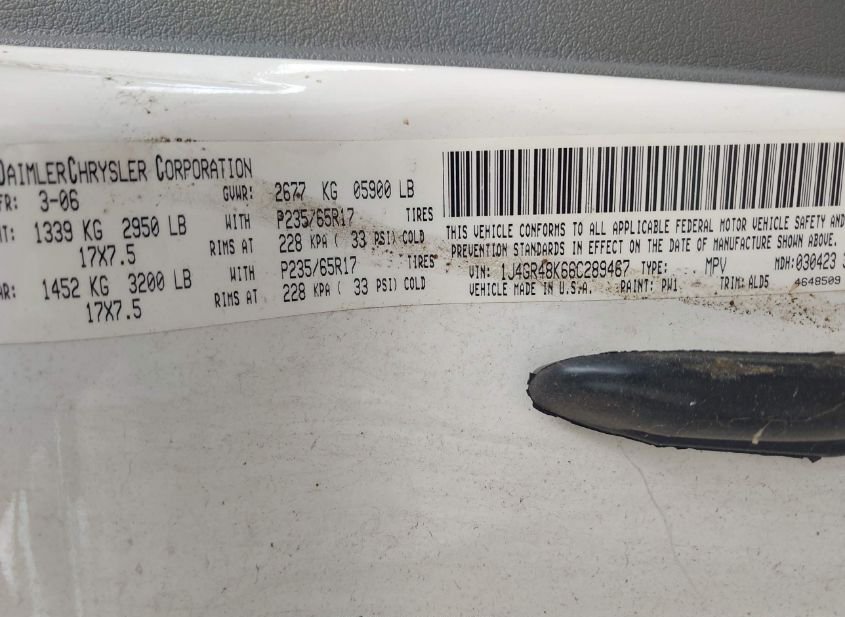 DAIMLERCHRYSLER CORPORATION
FR: 3-06 GVWR: 2677 KG 05900 LB
NT: 1339 KG 2950 LB WITH P235/65R17 TIRES
17X7.5 RIMS AT 228 KPA ( 33 PSI) COLD
AR: 1452 KG 3200 LB WITH P235/65R17 TIRES
17X7.5 RIMS AT 228 KPA ( 33 PSI) COLD
THIS VEHICLE CONFORMS TO ALL APPLICABLE FEDERAL MOTOR VEHICLE SAFETY AND
PREVENTION STANDARDS IN EFFECT ON THE DATE OF MANUFACTURE SHOWN ABOVE.
VIN: 1J4GR48K66C289467 TYPE: MPV MDH:030423
VEHICLE MADE IN U.S.A. PAINT: PW1 TRIM: ALD5 4648509